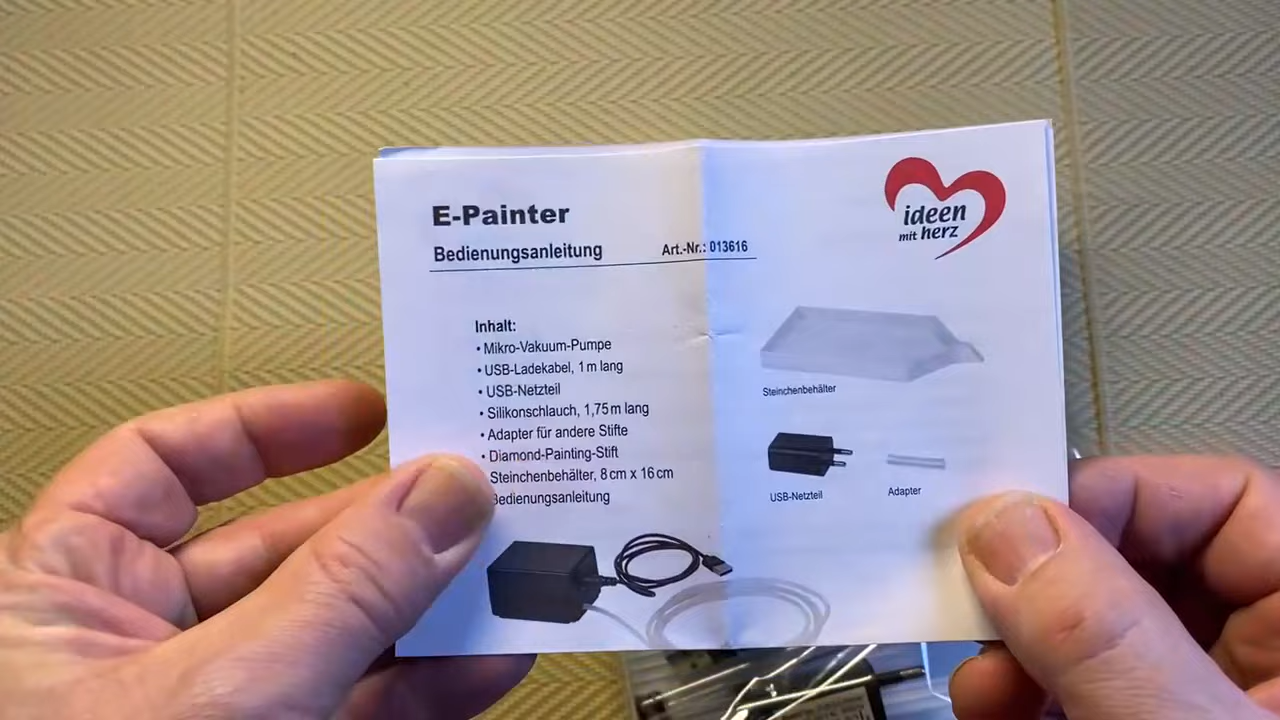 E-Painter
Bedienungsanleitung Art.-Nr.: 013616
ideen
mit herz
Inhalt:
• Mikro-Vakuum-Pumpe
• USB-Ladekabel, 1 m lang
• USB-Netzteil
• Silikonschlauch, 1,75 m lang
• Adapter für andere Stifte
• Diamond-Painting-Stift
Steinchenbehälter, 8 cm x 16 cm
Bedienungsanleitung
Steinchenbehälter
USB-Netzteil
Adapter